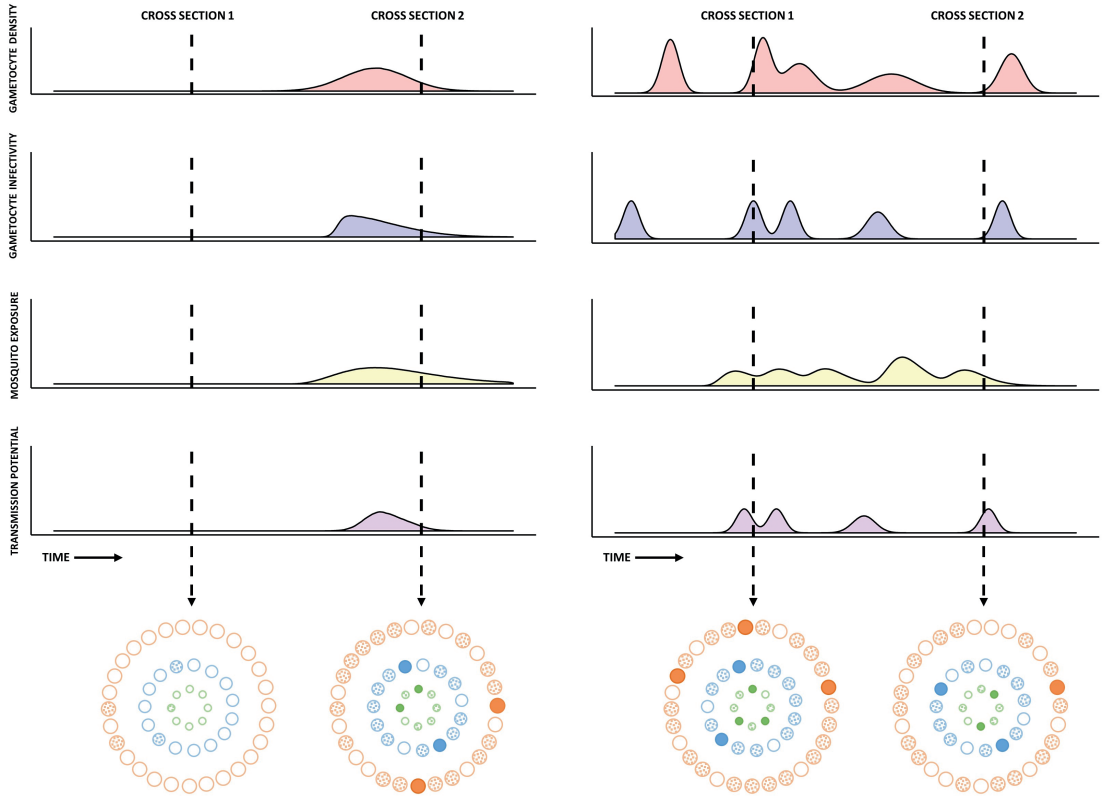 CROSS SECTION 1
CROSS SECTION 2
CROSS SECTION 1
CROSS SECTION 2
GAMETOCYTE DENSITY
GAMETOCYTE INFECTIVITY
MOSQUITO EXPOSURE
TRANSMISSION POTENTIAL
TIME
TIME